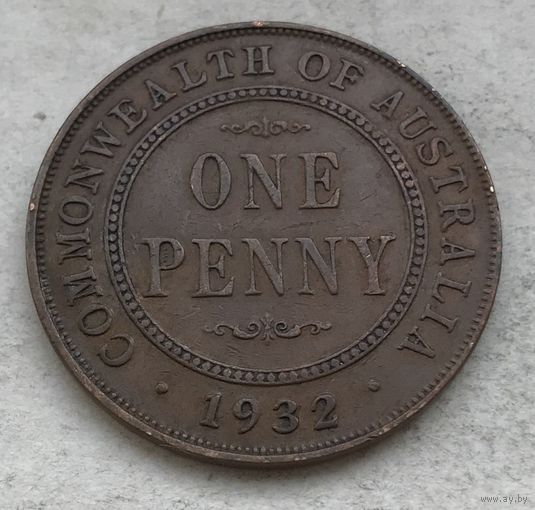 COMMONWEALTH OF AUSTRALIA
ONE
PENNY
· 1932 ·
www.ay.by